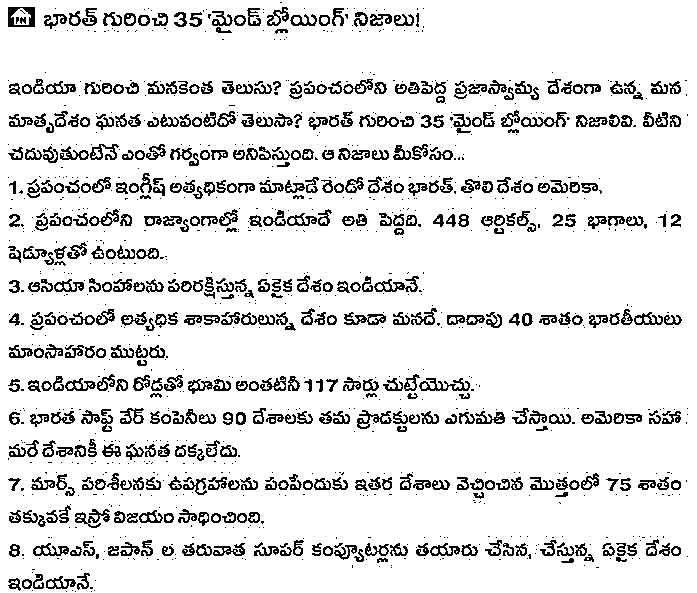 భారత్ గురించి 35 'మైండ్ బ్లోయింగ్' నిజాలు!
ఇండియా గురించి మనకెంత తెలుసు? ప్రపంచంలోని అతిపెద్ద ప్రజాస్వామ్య దేశంగా ఉన్న మన
మాతృదేశం ఘనత ఎటువంటిదో తెలుసా? భారత్ గురించి 35 'మైండ్ బ్లోయింగ్' నిజాలివి. వీటిని
చదువుతుంటేనే ఎంతో గర్వంగా అనిపిస్తుంది. ఆ నిజాలు మీకోసం...
1. ప్రపంచంలో ఇంగ్లీష్ అత్యధికంగా మాట్లాడే రెండో దేశం భారత్. తొలి దేశం అమెరికా.
2. ప్రపంచంలోని రాజ్యాంగాల్లో ఇండియాదే అతి పెద్దది. 448 ఆర్టికల్స్, 25 భాగాలు, 12
షెడ్యూళ్లతో ఉంటుంది.
3. ఆసియా సింహాలను పరిరక్షిస్తున్న ఏకైక దేశం ఇండియానే.
4. ప్రపంచంలో అత్యధిక శాకాహారులున్న దేశం కూడా మనదే. దాదాపు 40 శాతం భారతీయులు
మాంసాహారం ముట్టరు.
5. ఇండియాలోని రోడ్లతో భూమి అంతటినీ 117 సార్లు చుట్టేయొచ్చు.
6. భారత సాఫ్ట్ వేర్ కంపెనీలు 90 దేశాలకు తమ ప్రొడక్టులను ఎగుమతి చేస్తాయి. అమెరికా సహా
మరే దేశానికీ ఈ ఘనత దక్కలేదు.
7. మార్స్ పరిశీలనకు ఉపగ్రహాలను పంపేందుకు ఇతర దేశాలు వెచ్చించిన మొత్తంలో 75 శాతం
తక్కువకే ఇస్రో విజయం సాధించింది.
8. యూఎస్, జపాన్ ల తరువాత సూపర్ కంప్యూటర్లను తయారు చేసిన, చేస్తున్న ఏకైక దేశం
ఇండియానే.